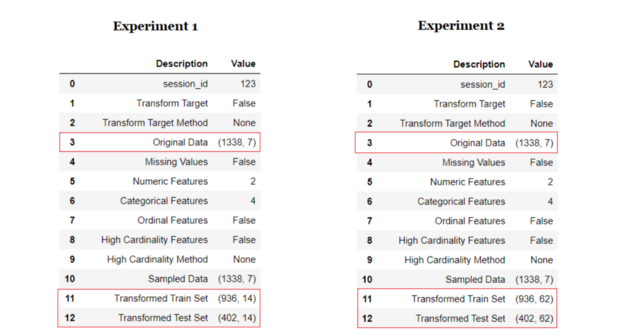 Experiment 1
Description Value
0 session_id 123
1 Transform Target False
2 Transform Target Method None
3 Original Data (1338, 7)
4 Missing Values False
5 Numeric Features 2
6 Categorical Features 4
7 Ordinal Features False
8 High Cardinality Features False
9 High Cardinality Method None
10 Sampled Data (1338, 7)
11 Transformed Train Set (936, 14)
12 Transformed Test Set (402, 14)
Experiment 2
Description Value
0 session_id 123
1 Transform Target False
2 Transform Target Method None
3 Original Data (1338, 7)
4 Missing Values False
5 Numeric Features 2
6 Categorical Features 4
7 Ordinal Features False
8 High Cardinality Features False
9 High Cardinality Method None
10 Sampled Data (1338, 7)
11 Transformed Train Set (936, 62)
12 Transformed Test Set (402, 62)